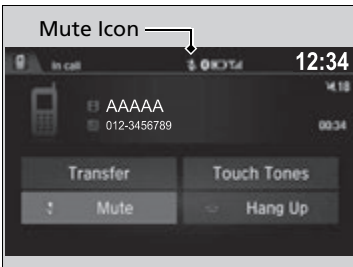 Mute Icon
In call
12:34
AAAAA
012-3456789
00:34
Transfer
Touch Tones
Mute
Hang Up